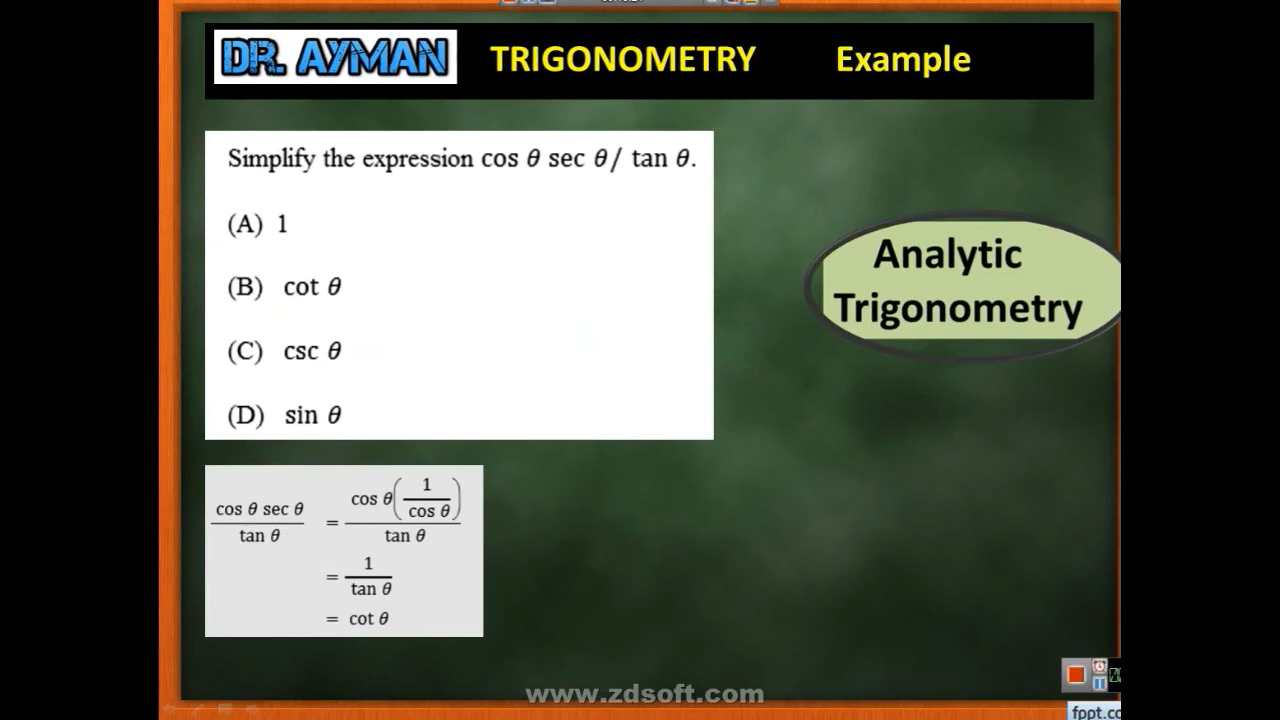 DR. AYMAN TRIGONOMETRY Example
Simplify the expression cos θ sec θ/ tan θ.
(A) 1
(B) cot θ
(C) csc θ
(D) sin θ
Analytic
Trigonometry
cos θ sec θ / tan θ = cos θ(1 / cos θ) / tan θ
= 1 / tan θ
= cot θ
www.zdsoft.com
fppt.co